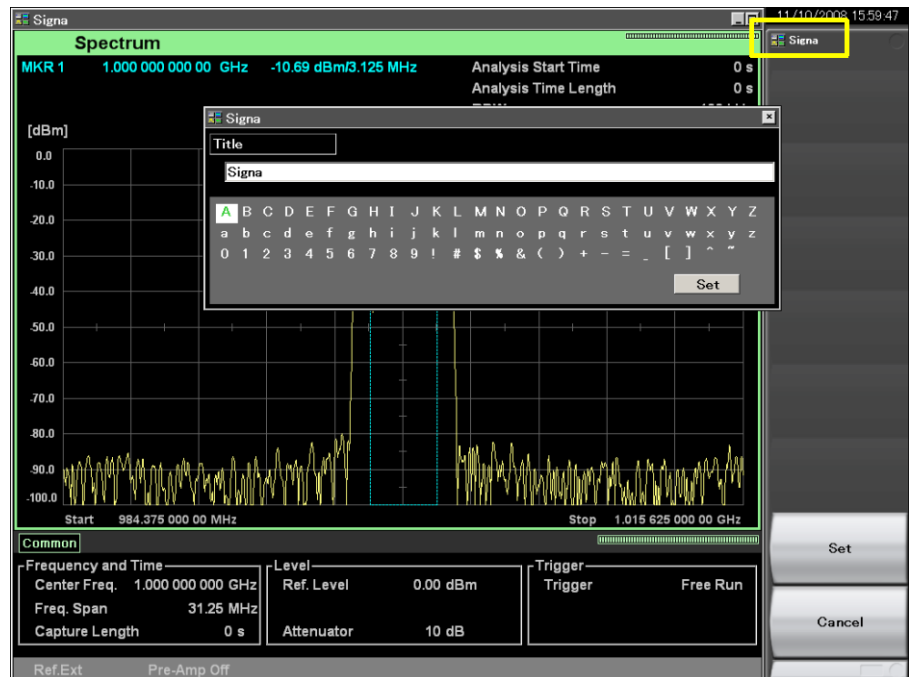 Signa
11/10/2008 15:59:47
Spectrum
Signa
MKR 1 1.000 000 000 00 GHz -10.69 dBm/3.125 MHz Analysis Start Time 0 s
Analysis Time Length 0 s
Signa
[dBm]
Title
Signa
A B C D E F G H I J K L M N O P Q R S T U V W X Y Z
a b c d e f g h i j k l m n o p q r s t u v w x y z
0 1 2 3 4 5 6 7 8 9 ! # $ % & ( ) + - = _ [ ] ^ ~
Set
0.0
-10.0
-20.0
-30.0
-40.0
-50.0
-60.0
-70.0
-80.0
-90.0
-100.0
Start 984.375 000 00 MHz Stop 1.015 625 000 00 GHz
Common
Frequency and Time
Center Freq. 1.000 000 000 GHz
Freq. Span 31.25 MHz
Capture Length 0 s
Level
Ref. Level 0.00 dBm
Attenuator 10 dB
Trigger
Trigger Free Run
Set
Cancel
Ref.Ext Pre-Amp Off